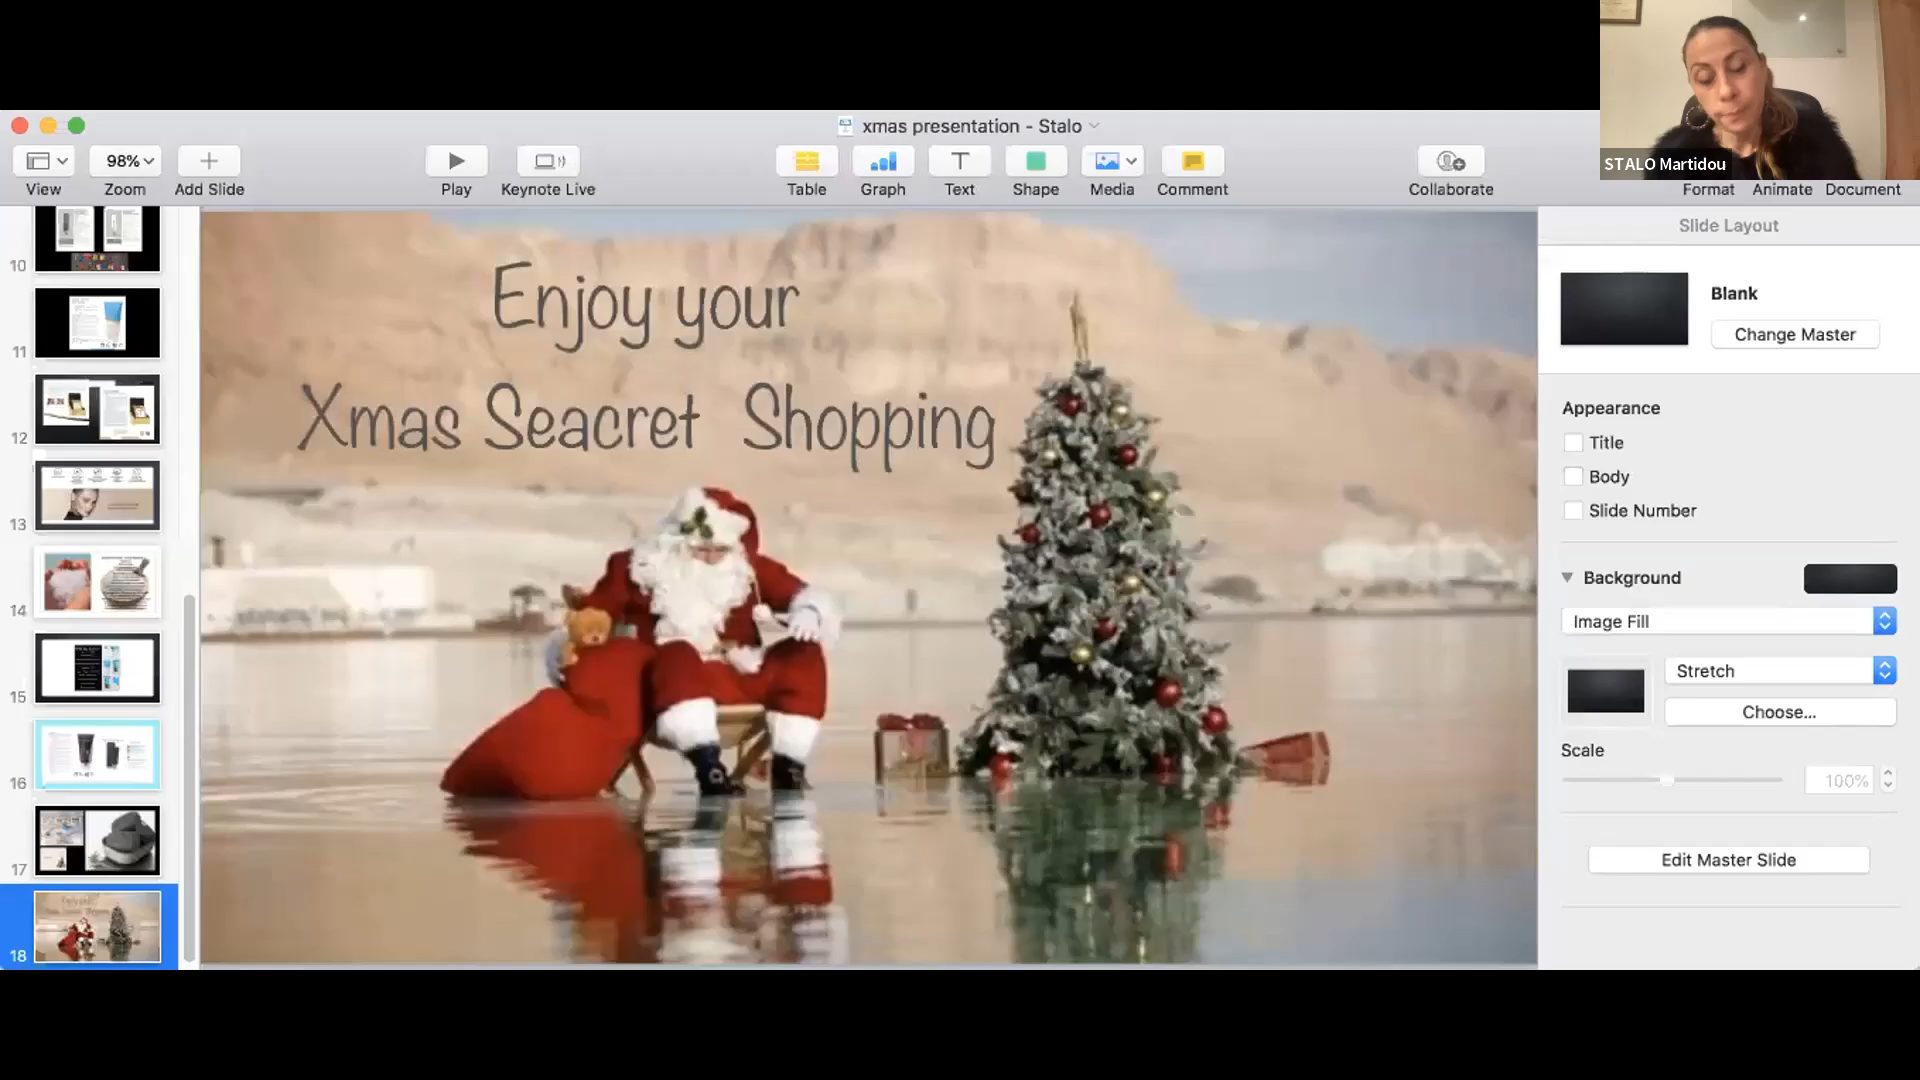 xmas presentation - Stalo
98%
View
Zoom
Add Slide
Play
Keynote Live
Table
Graph
Text
Shape
Media
Comment
Collaborate
STALO Martidou
Format
Animate
Document
10
11
12
13
14
15
16
17
18
Enjoy your
Xmas Seacret Shopping
Slide Layout
Blank
Change Master
Appearance
Title
Body
Slide Number
Background
Image Fill
Stretch
Choose...
Scale
100%
Edit Master Slide